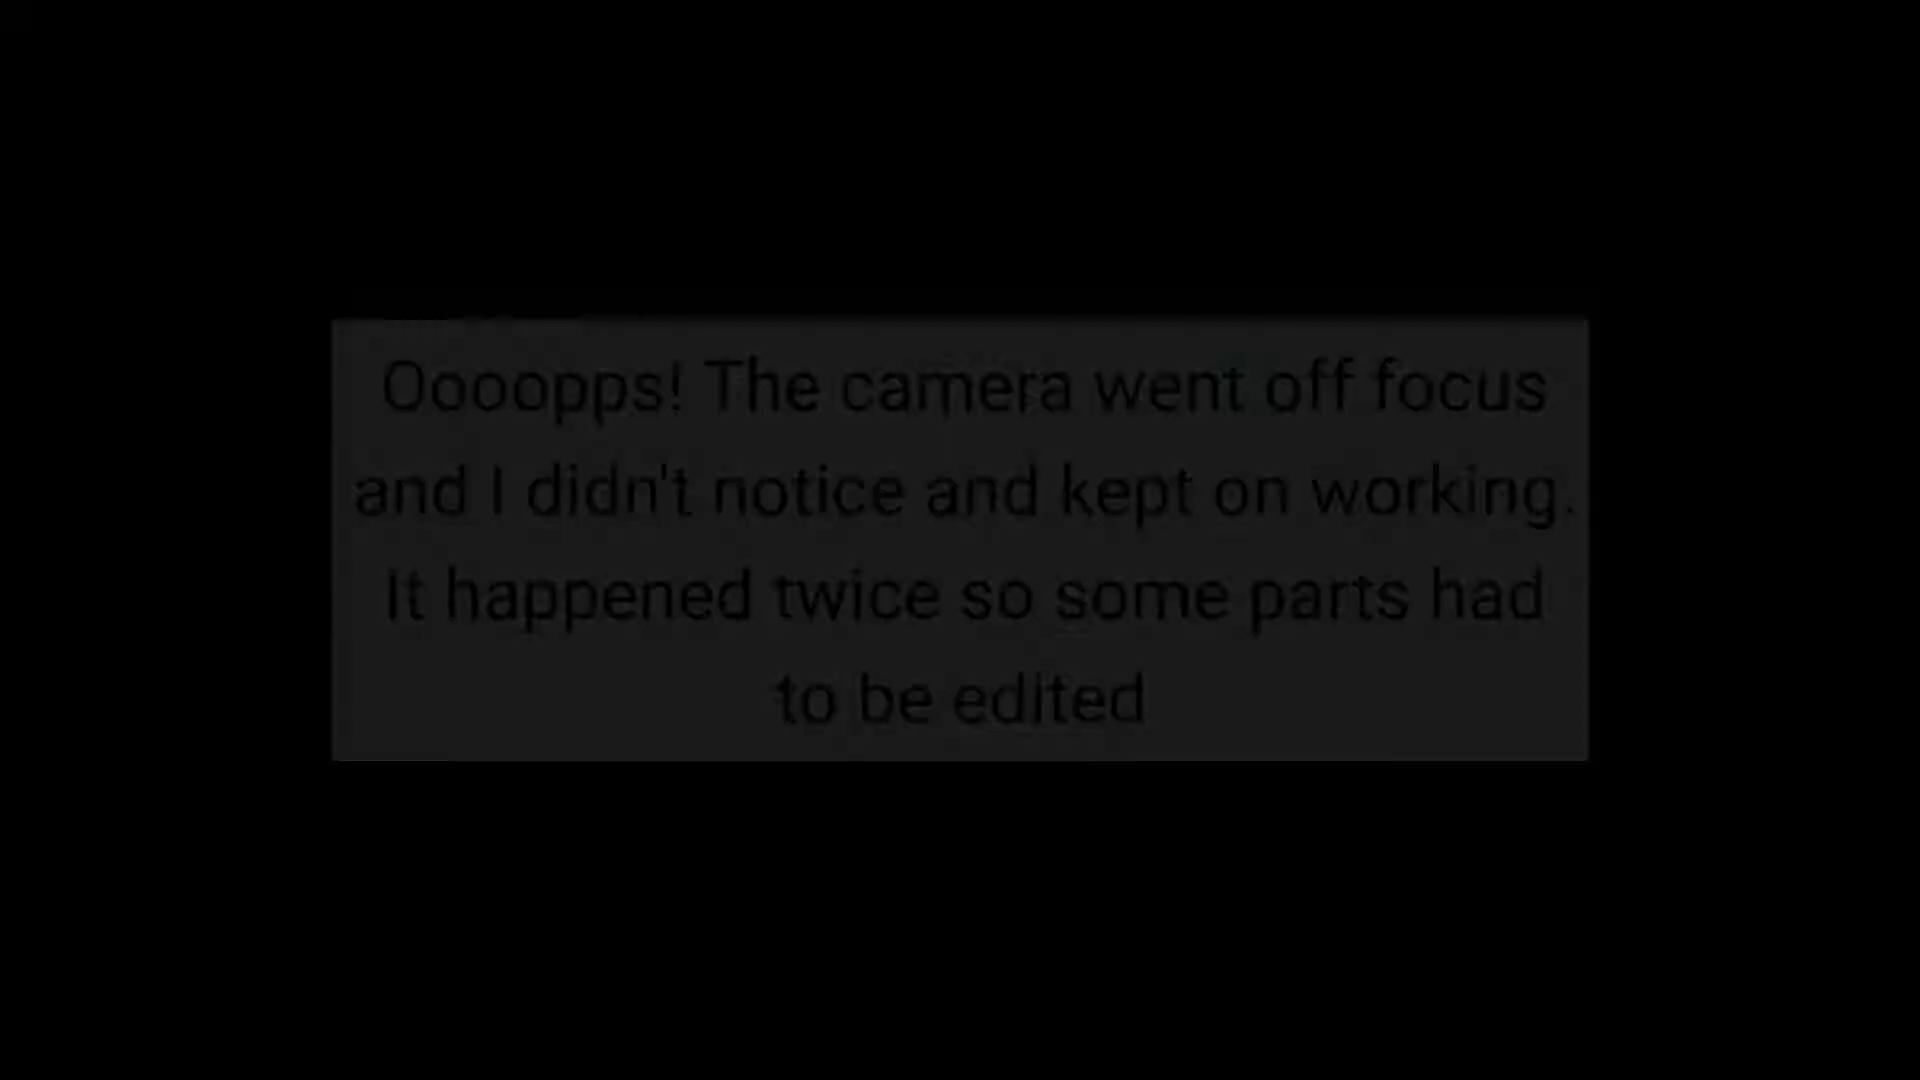 Oooopps! The camera went off focus
and I didn't notice and kept on working.
It happened twice so some parts had
to be edited